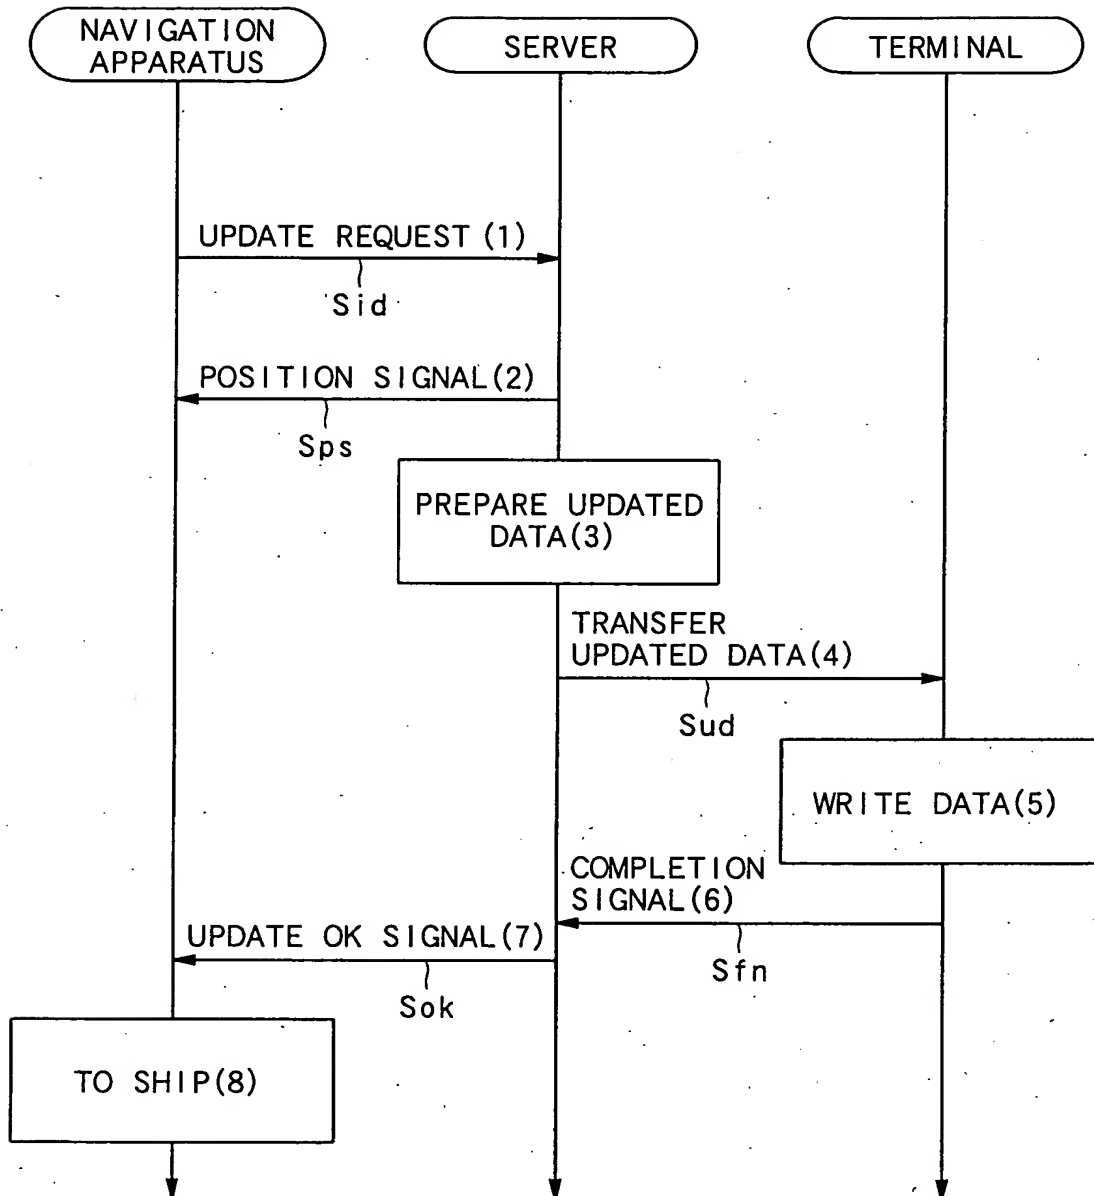 NAVIGATION
APPARATUS
SERVER
TERMINAL
UPDATE REQUEST (1)
Sid
POSITION SIGNAL(2)
Sps
PREPARE UPDATED
DATA(3)
TRANSFER
UPDATED DATA(4)
Sud
WRITE DATA(5)
COMPLETION
SIGNAL(6)
Sfn
UPDATE OK SIGNAL(7)
Sok
TO SHIP(8)